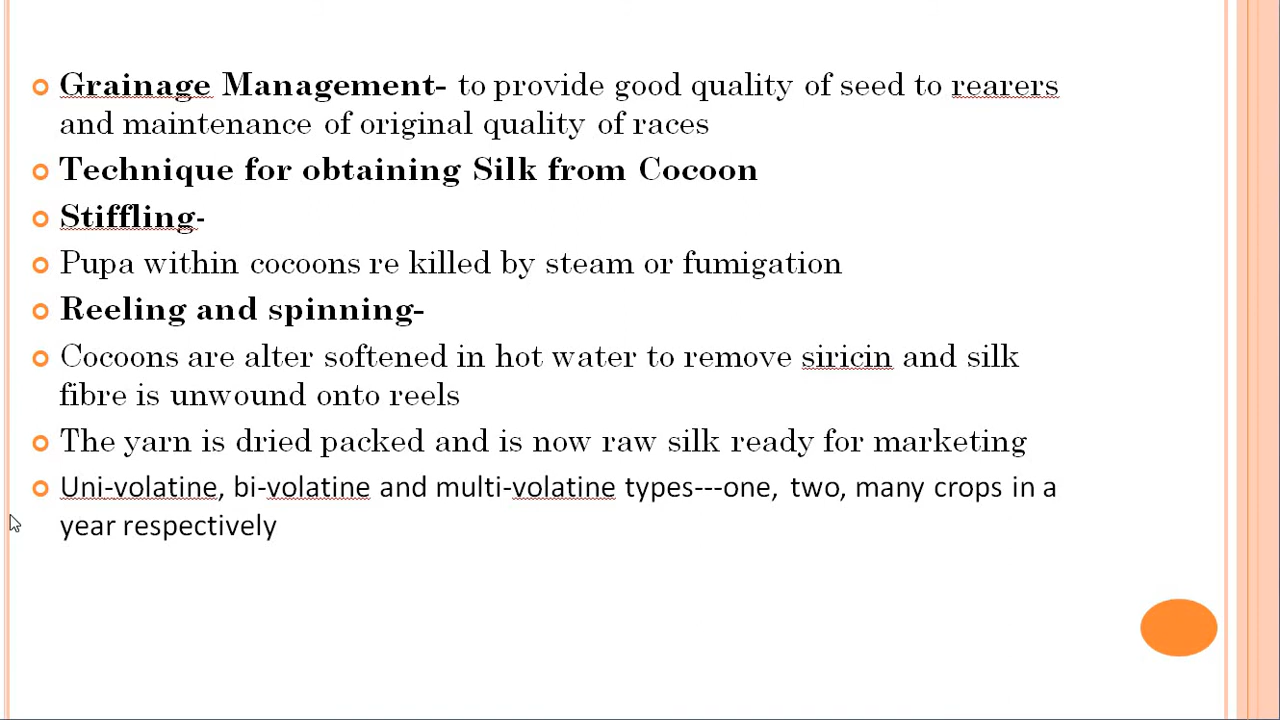 Grainage Management- to provide good quality of seed to rearers
and maintenance of original quality of races
Technique for obtaining Silk from Cocoon
Stiffling-
Pupa within cocoons re killed by steam or fumigation
Reeling and spinning-
Cocoons are alter softened in hot water to remove siricin and silk
fibre is unwound onto reels
The yarn is dried packed and is now raw silk ready for marketing
Uni-volatine, bi-volatine and multi-volatine types---one, two, many crops in a
year respectively